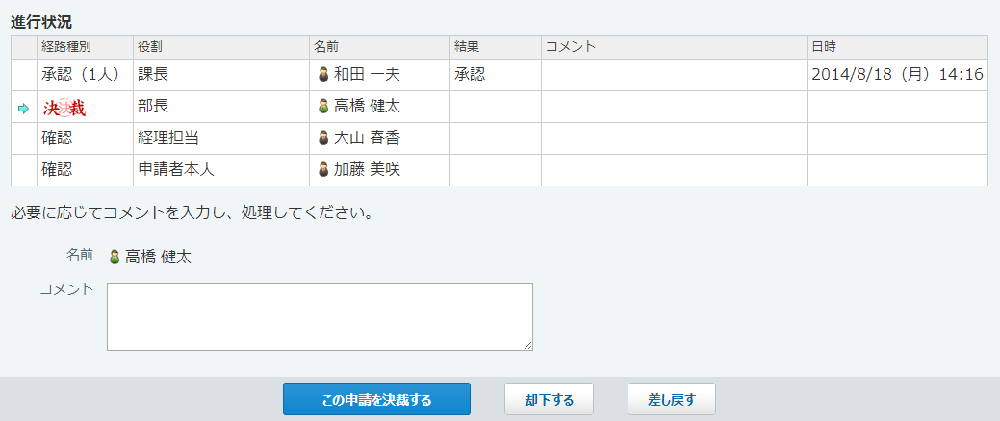 進行状況
経路種別 役割 名前 結果 コメント 日時
承認（1人） 課長 和田 一夫 承認 2014/8/18（月）14:16
決裁 部長 高橋 健太
確認 経理担当 大山 春香
確認 申請者本人 加藤 美咲
必要に応じてコメントを入力し、処理してください。
名前 高橋 健太
コメント
この申請を決裁する 却下する 差し戻す